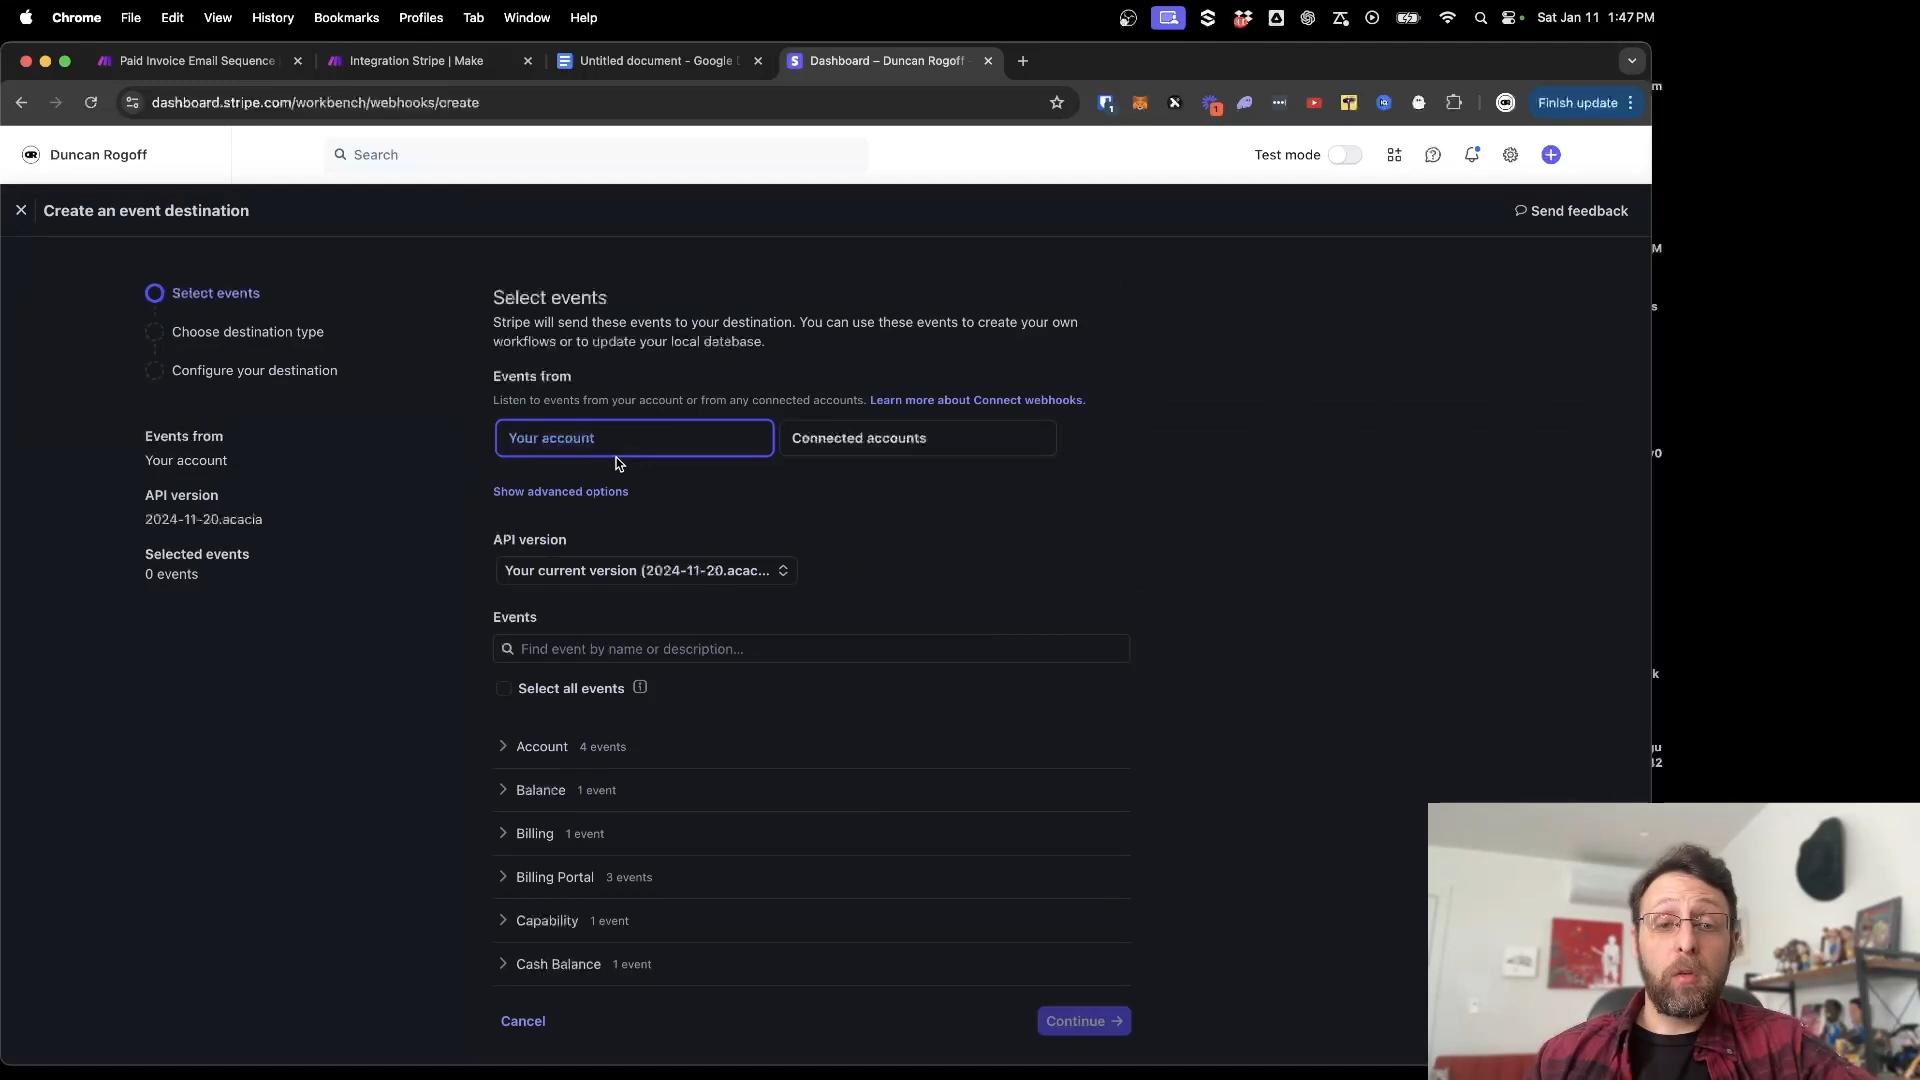 Chrome File Edit View History Bookmarks Profiles Tab Window Help Sat Jan 11 1:47PM
Paid Invoice Email Sequence
Integration Stripe | Make
Untitled document - Google
Dashboard – Duncan Rogoff
dashboard.stripe.com/workbench/webhooks/create
Finish update
Duncan Rogoff
Search
Test mode
Create an event destination
Send feedback
Select events
Choose destination type
Configure your destination
Events from
Your account
API version
2024-11-20.acacia
Selected events
0 events
Select events
Stripe will send these events to your destination. You can use these events to create your own
workflows or to update your local database.
Events from
Listen to events from your account or from any connected accounts. Learn more about Connect webhooks.
Your account
Connected accounts
Show advanced options
API version
Your current version (2024-11-20.acac...
Events
Find event by name or description...
Select all events
Account 4 events
Balance 1 event
Billing 1 event
Billing Portal 3 events
Capability 1 event
Cash Balance 1 event
Cancel
Continue →